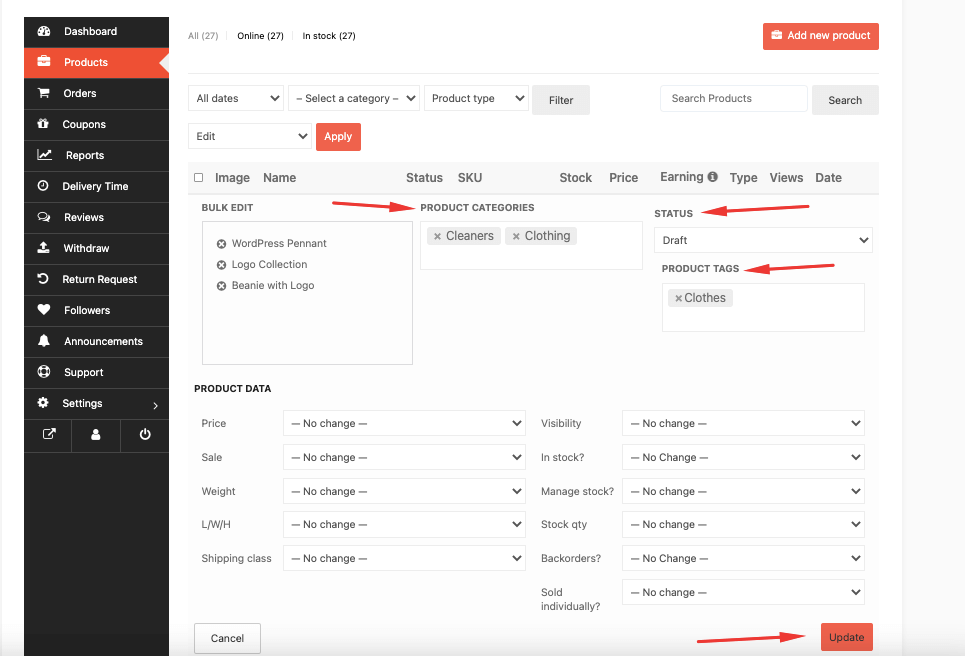 Dashboard
Products
Orders
Coupons
Reports
Delivery Time
Reviews
Withdraw
Return Request
Followers
Announcements
Support
Settings
All (27) Online (27) In stock (27)
Add new product
All dates – Select a category – Product type Filter Search Products Search
Edit Apply
Image Name Status SKU Stock Price Earning Type Views Date
BULK EDIT
WordPress Pennant
Logo Collection
Beanie with Logo
PRODUCT CATEGORIES
× Cleaners × Clothing
STATUS
Draft
PRODUCT TAGS
×Clothes
PRODUCT DATA
Price — No change —
Sale — No change —
Weight — No change —
L/W/H — No change —
Shipping class — No change —
Visibility — No change —
In stock? — No Change —
Manage stock? — No change —
Stock qty — No change —
Backorders? — No Change —
Sold — No change —
individually?
Cancel Update